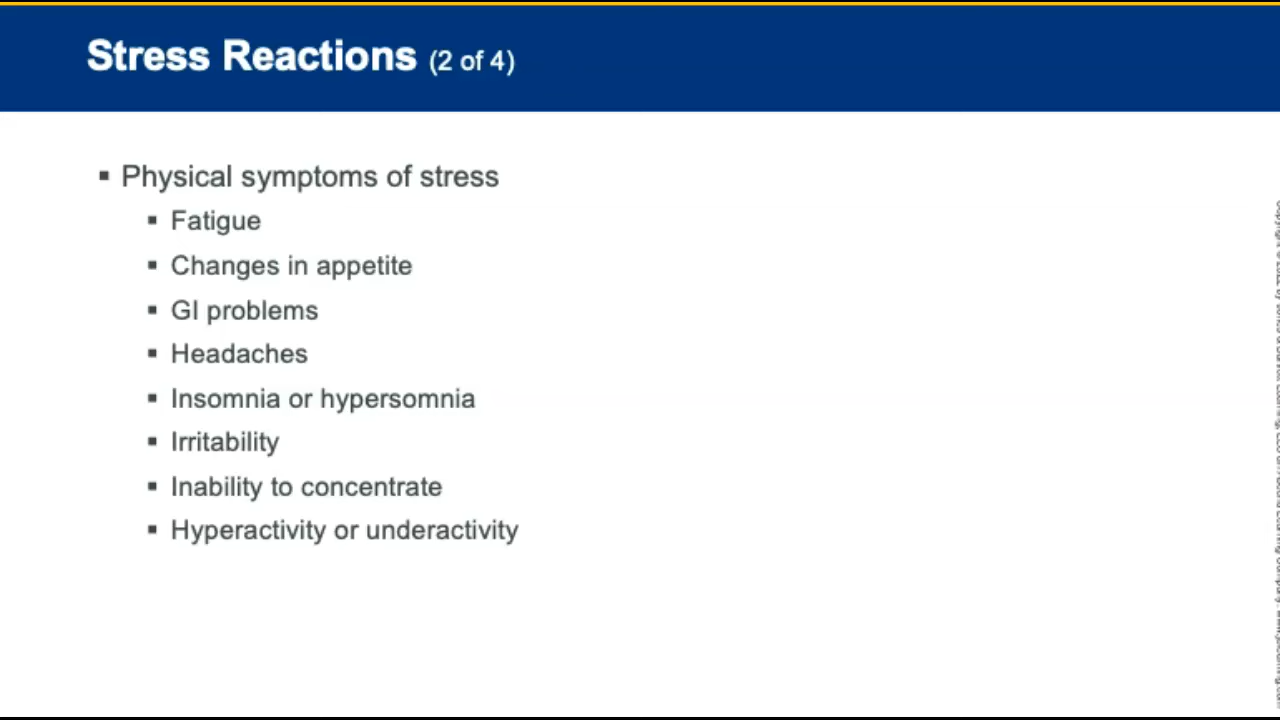 Stress Reactions (2 of 4)
▪ Physical symptoms of stress
▪ Fatigue
▪ Changes in appetite
▪ GI problems
▪ Headaches
▪ Insomnia or hypersomnia
▪ Irritability
▪ Inability to concentrate
▪ Hyperactivity or underactivity